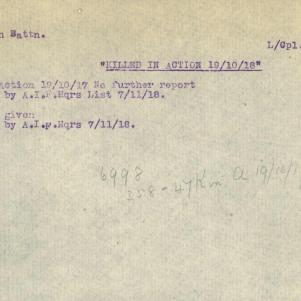 n Battn.
L/Cpl.
"KILLED IN ACTION 19/10/18"
action 19/10/17 No further report
by A.I.F.Hqrs List 7/11/18.
given
by A.I.F.Hqrs 7/11/18.
6998